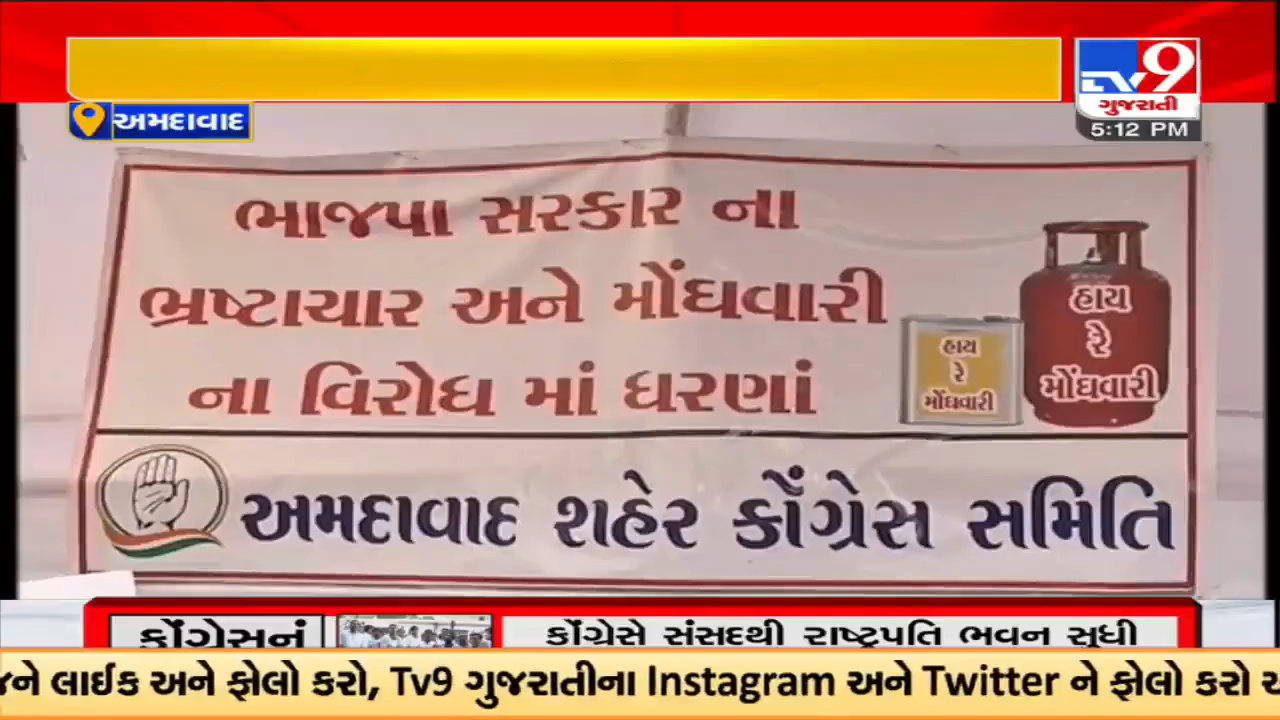 TV9
ગુજરાતી
5:12 PM
અમદાવાદ
ભાજપા સરકાર ના
ભ્રષ્ટાચાર અને મોંઘવારી
ના વિરોધ માં ધરણાં
હાય
રે
મોંઘવારી
હાય
રે
મોંઘવારી
અમદાવાદ શહેર કોંગ્રેસ સમિતિ
કોંગ્રેસનું
કોંગ્રેસે સંસદથી રાષ્ટ્રપતિ ભવન સુધી
લાઈક અને ફોલો કરો, Tv9 ગુજરાતીના Instagram અને Twitter ને ફોલો કરો